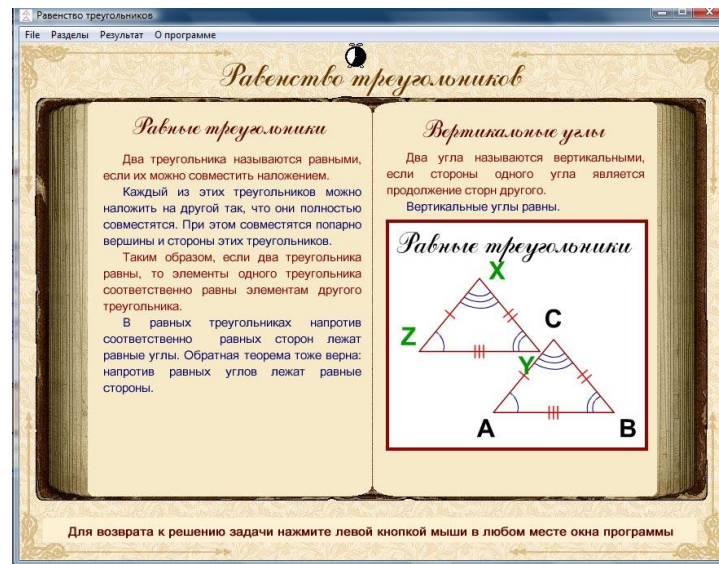 Равенство треугольников
File Разделы Результат О программе
Равенство треугольников
Равные треугольники
Два треугольника называются равными,
если их можно совместить наложением.
Каждый из этих треугольников можно
наложить на другой так, что они полностью
совместятся. При этом совместятся попарно
вершины и стороны этих треугольников.
Таким образом, если два треугольника
равны, то элементы одного треугольника
соответственно равны элементам другого
треугольника.
В равных треугольниках напротив
соответственно равных сторон лежат
равные углы. Обратная теорема тоже верна:
напротив равных углов лежат равные
стороны.
Вертикальные углы
Два угла называются вертикальными,
если стороны одного угла является
продолжение сторн другого.
Вертикальные углы равны.
Равные треугольники
X
C
Z
Y
A
B
Для возврата к решению задачи нажмите левой кнопкой мыши в любом месте окна программы